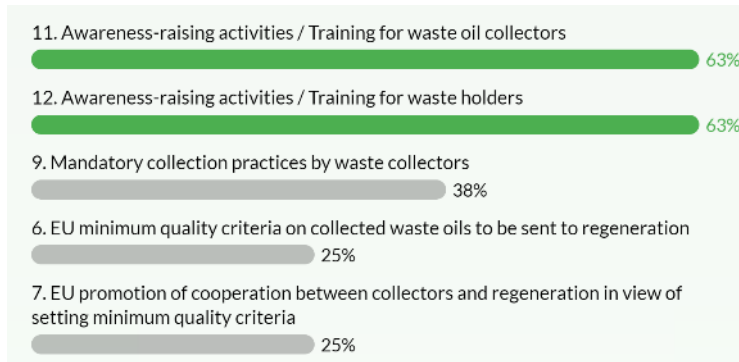 11. Awareness-raising activities / Training for waste oil collectors
63%
12. Awareness-raising activities / Training for waste holders
63%
9. Mandatory collection practices by waste collectors
38%
6. EU minimum quality criteria on collected waste oils to be sent to regeneration
25%
7. EU promotion of cooperation between collectors and regeneration in view of
setting minimum quality criteria
25%